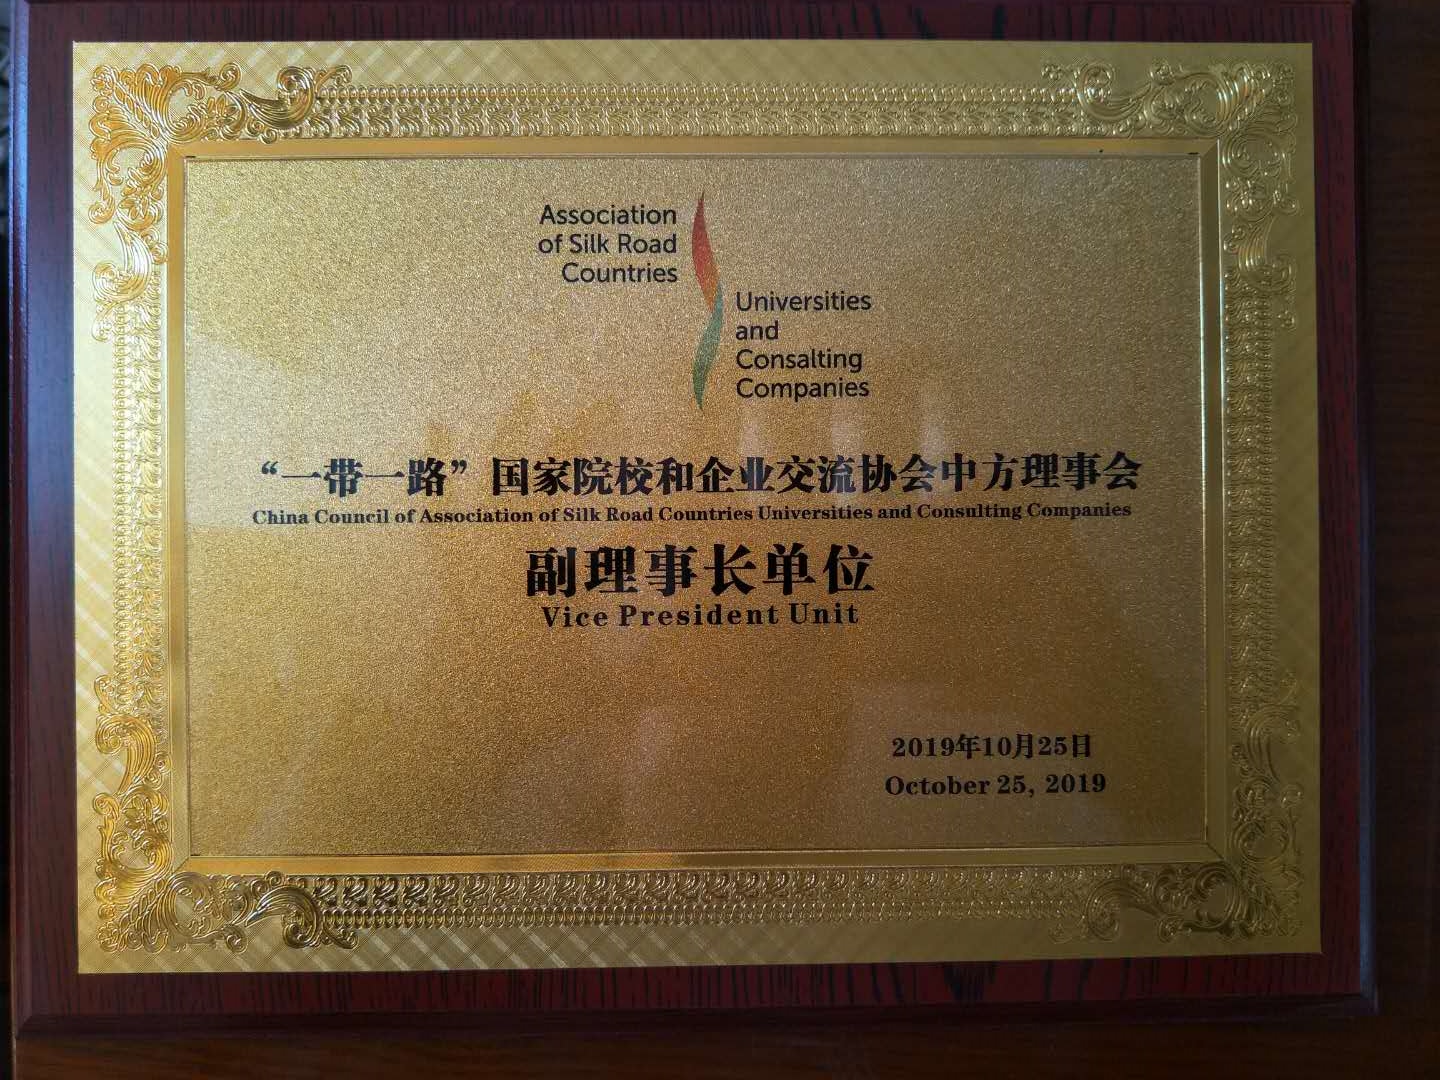 Association
of Silk Road
Countries
Universities
and
Consalting
Companies
“一带一路”国家院校和企业交流协会中方理事会
China Council of Association of Silk Road Countries Universities and Consulting Companies
副理事长单位
Vice President Unit
2019年10月25日
October 25, 2019